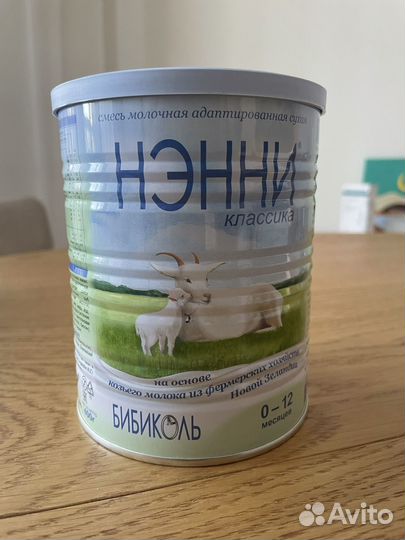 смесь молочная адаптированная сухая
НЭННИ
классика
на основе
козьего молока из фермерских хозяйств
Новой Зеландии
0–12
месяцев
БИБИКОЛЬ
400г
Avito